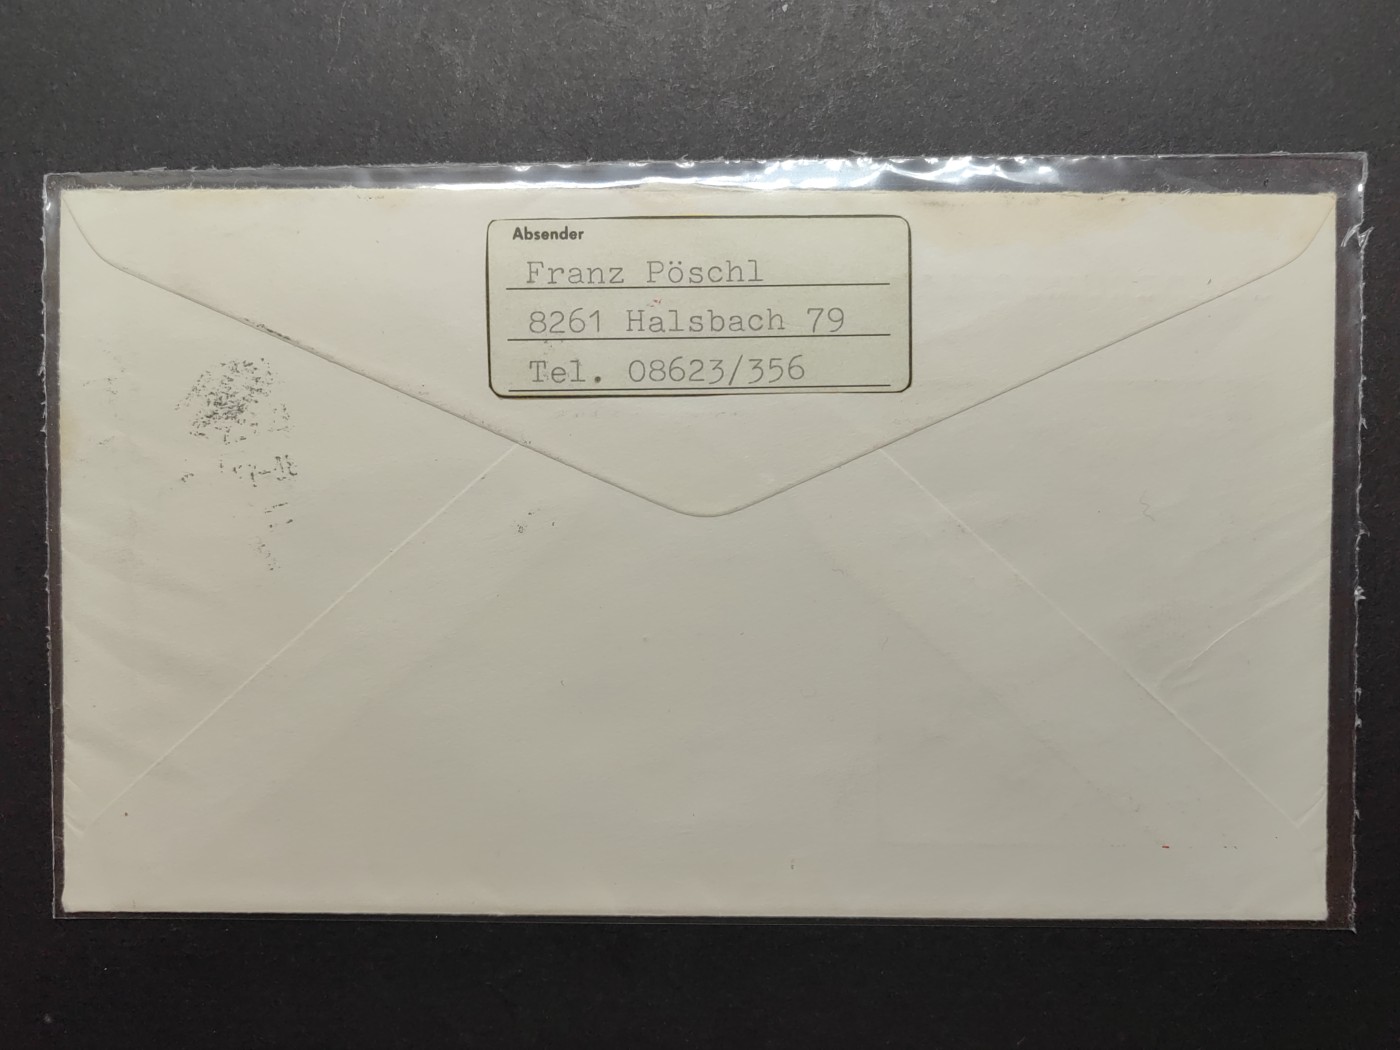 Absender
Franz Pöschl
8261 Halsbach 79
Tel. 08623/356